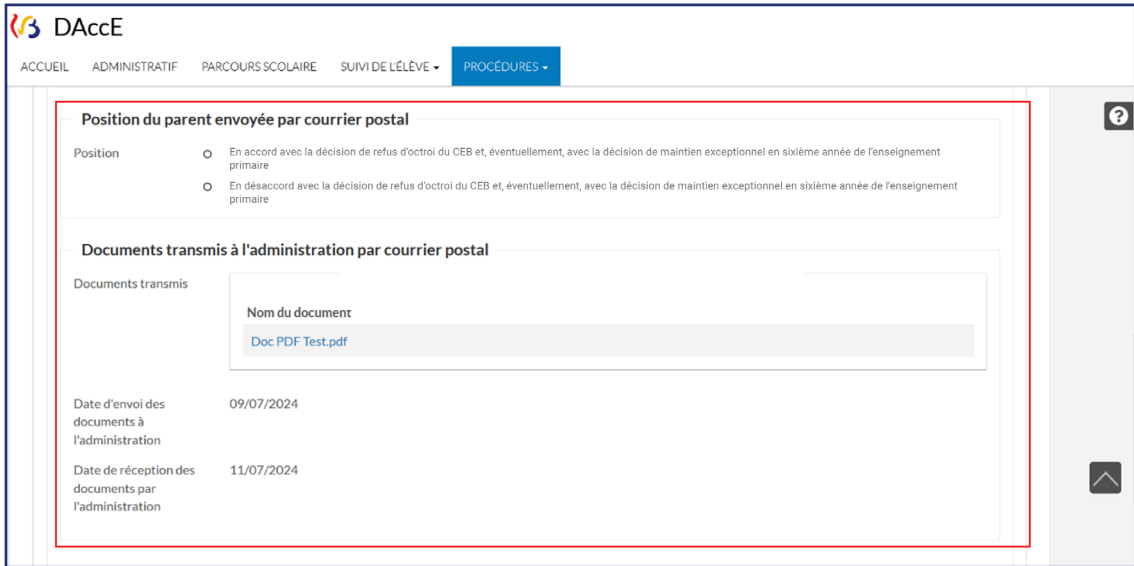 DAccE
ACCUEIL ADMINISTRATIF PARCOURS SCOLAIRE SUIVI DE L'ÉLÈVE PROCÉDURES
Position du parent envoyée par courrier postal
Position
En accord avec la décision de refus d'octroi du CEB et, éventuellement, avec la décision de maintien exceptionnel en sixième année de l'enseignement
primaire
En désaccord avec la décision de refus d'octroi du CEB et, éventuellement, avec la décision de maintien exceptionnel en sixième année de l'enseignement
primaire
Documents transmis à l'administration par courrier postal
Documents transmis
Nom du document
Doc PDF Test.pdf
Date d'envoi des 09/07/2024
documents à
l'administration
Date de réception des 11/07/2024
documents par
l'administration